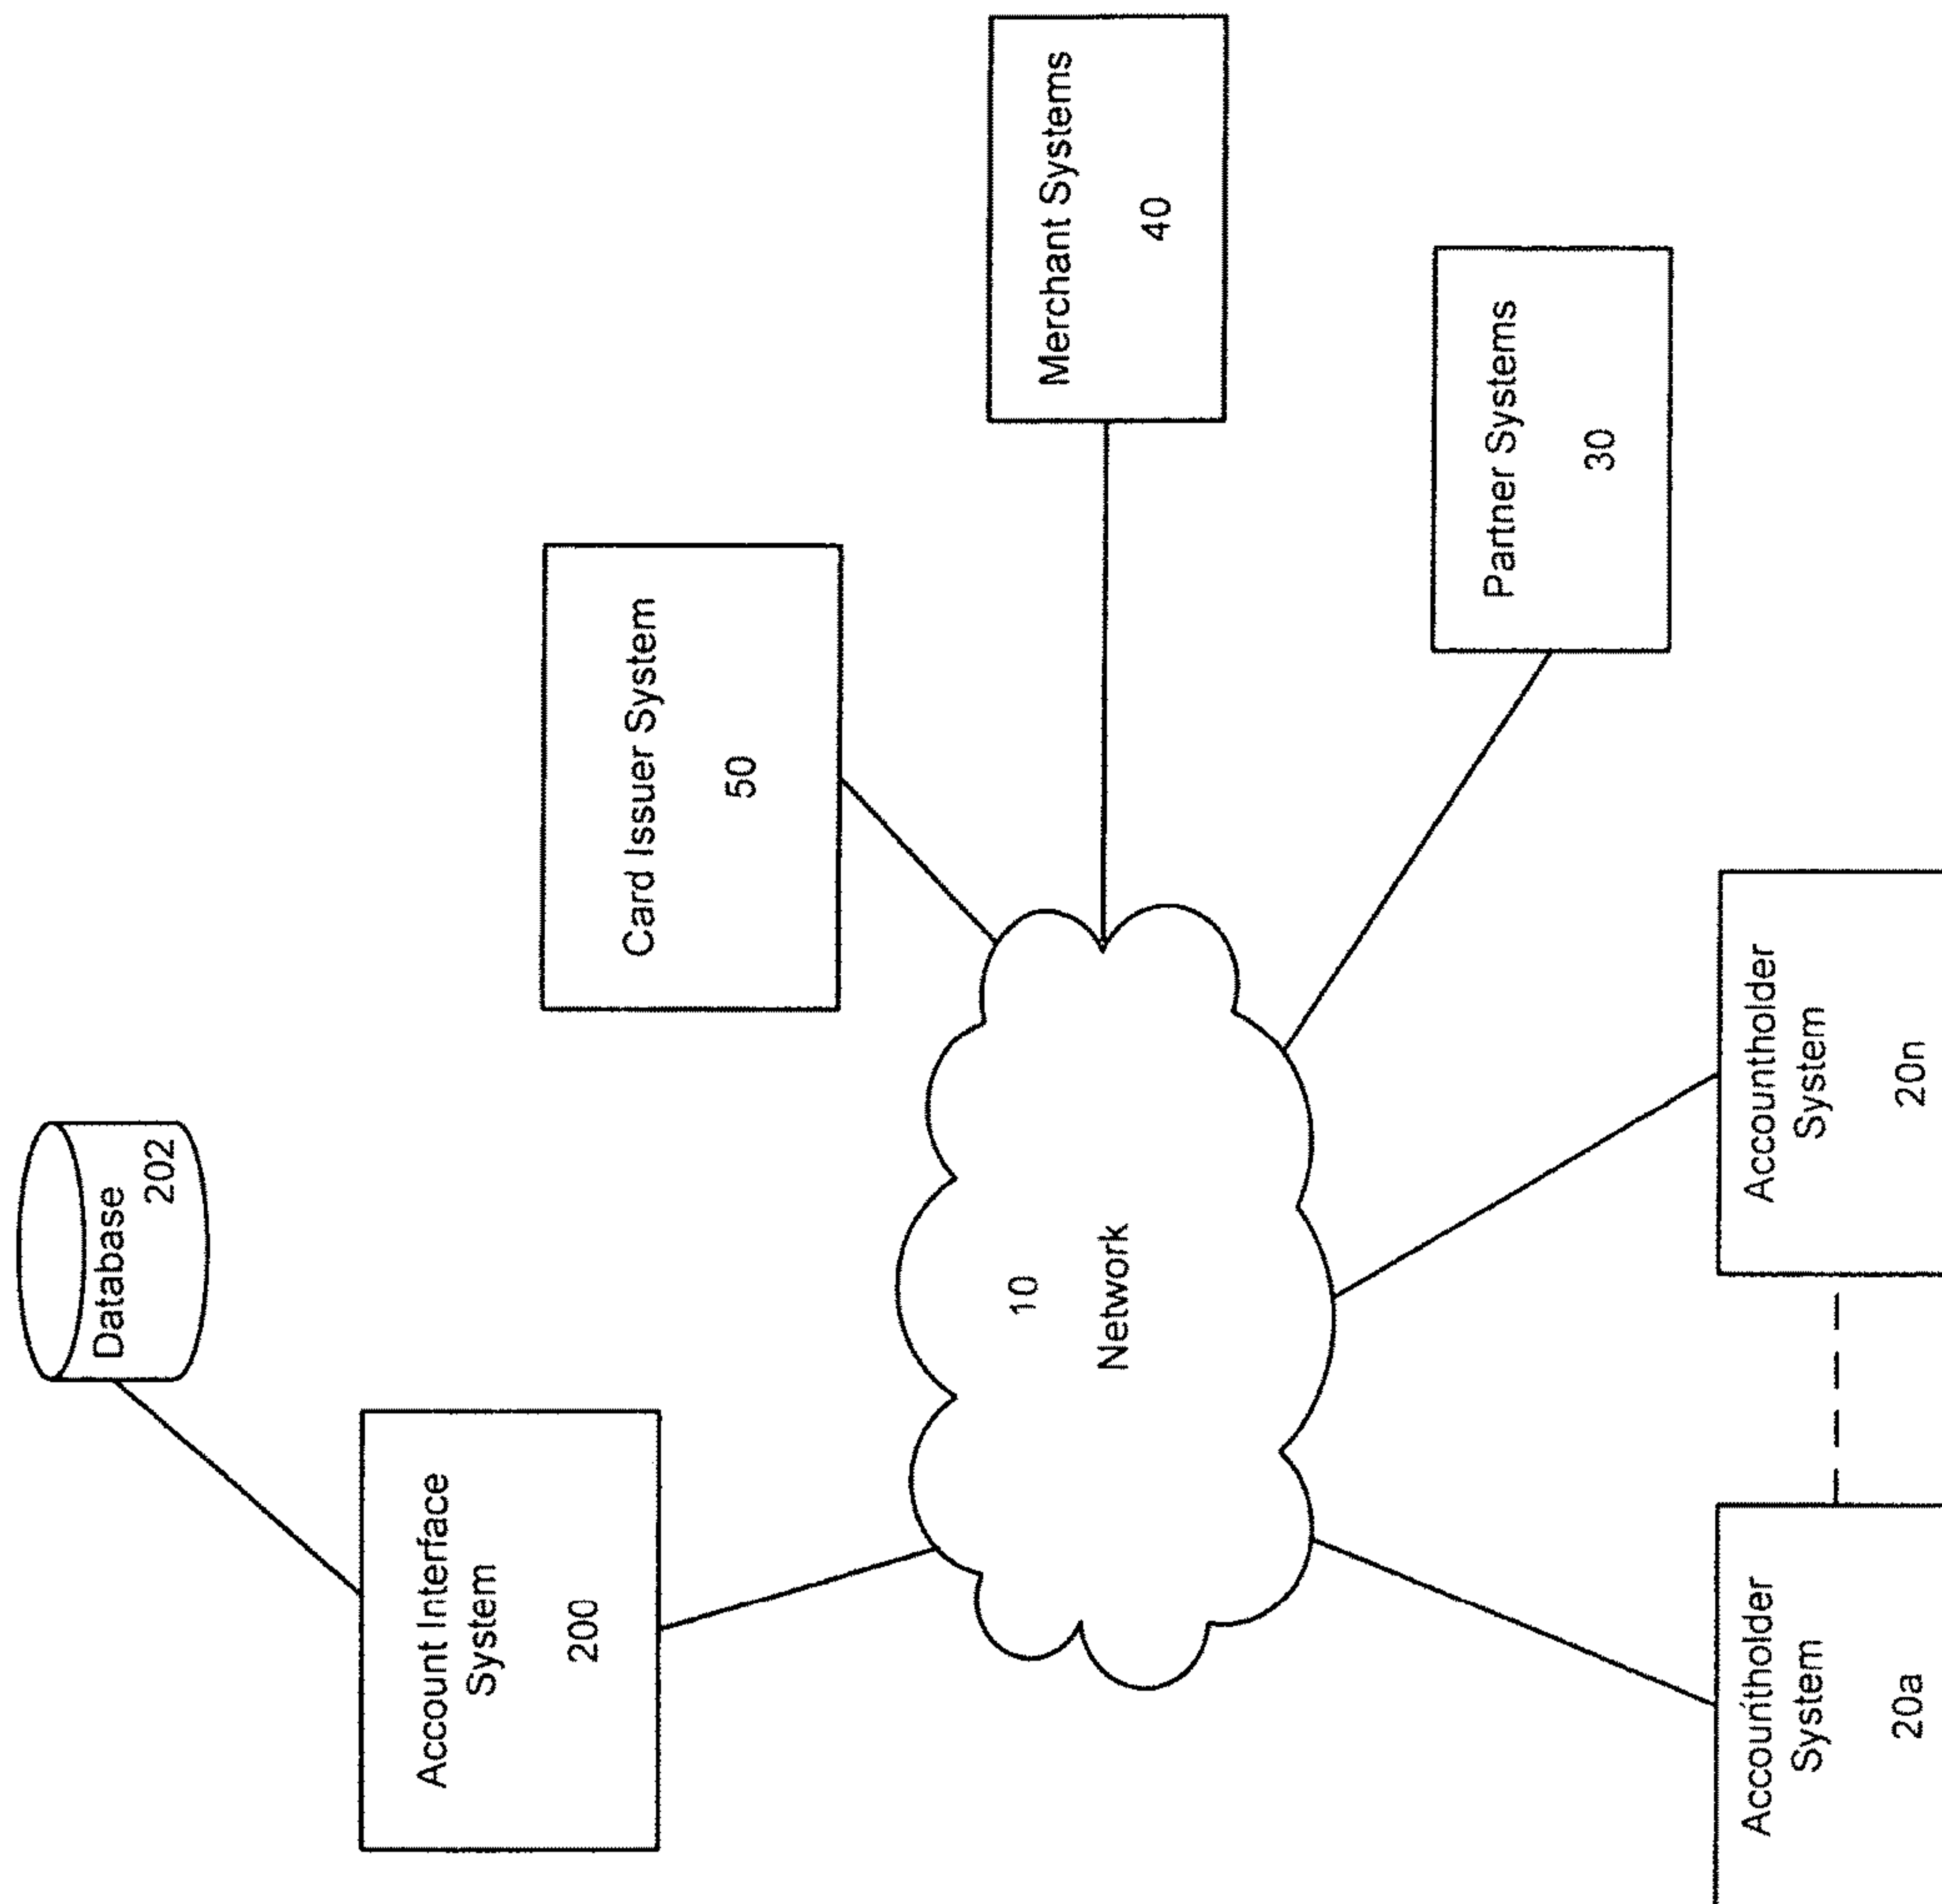 Database
202
Account Interface
System
200
Card Issuer System
50
Merchant Systems
40
10
Network
Partner Systems
30
Accountholder
System
20a
Accountholder
System
20n